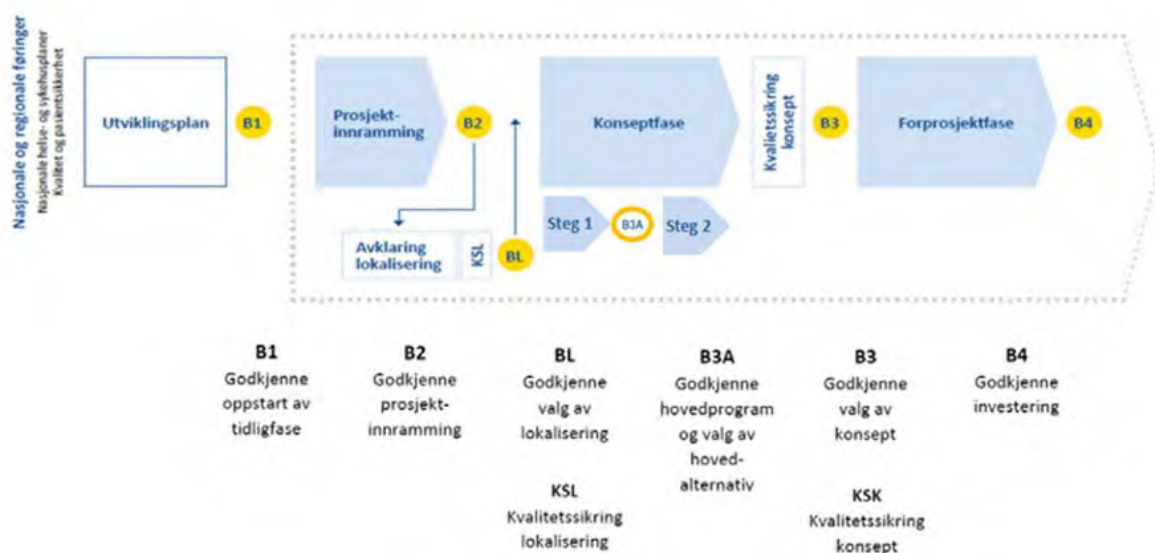 Nasjonale og regionale føringer
Nasjonale helse- og sykehusplaner
Kvalitet og pasientsikkerhet
Utviklingsplan
B1
Prosjekt-
innramming
B2
Avklaring
lokalisering
KSL
BL
Konseptfase
Steg 1
B3A
Steg 2
Kvalietssikring
konsept
B3
Forprosjektfase
B4
B1
Godkjenne
oppstart av
tidligfase
B2
Godkjenne
prosjekt-
innramming
BL
Godkjenne
valg av
lokalisering
KSL
Kvalitetssikring
lokalisering
B3A
Godkjenne
hovedprogram
og valg av
hoved-
alternativ
B3
Godkjenne
valg av
konsept
KSK
Kvalitetssikring
konsept
B4
Godkjenne
investering